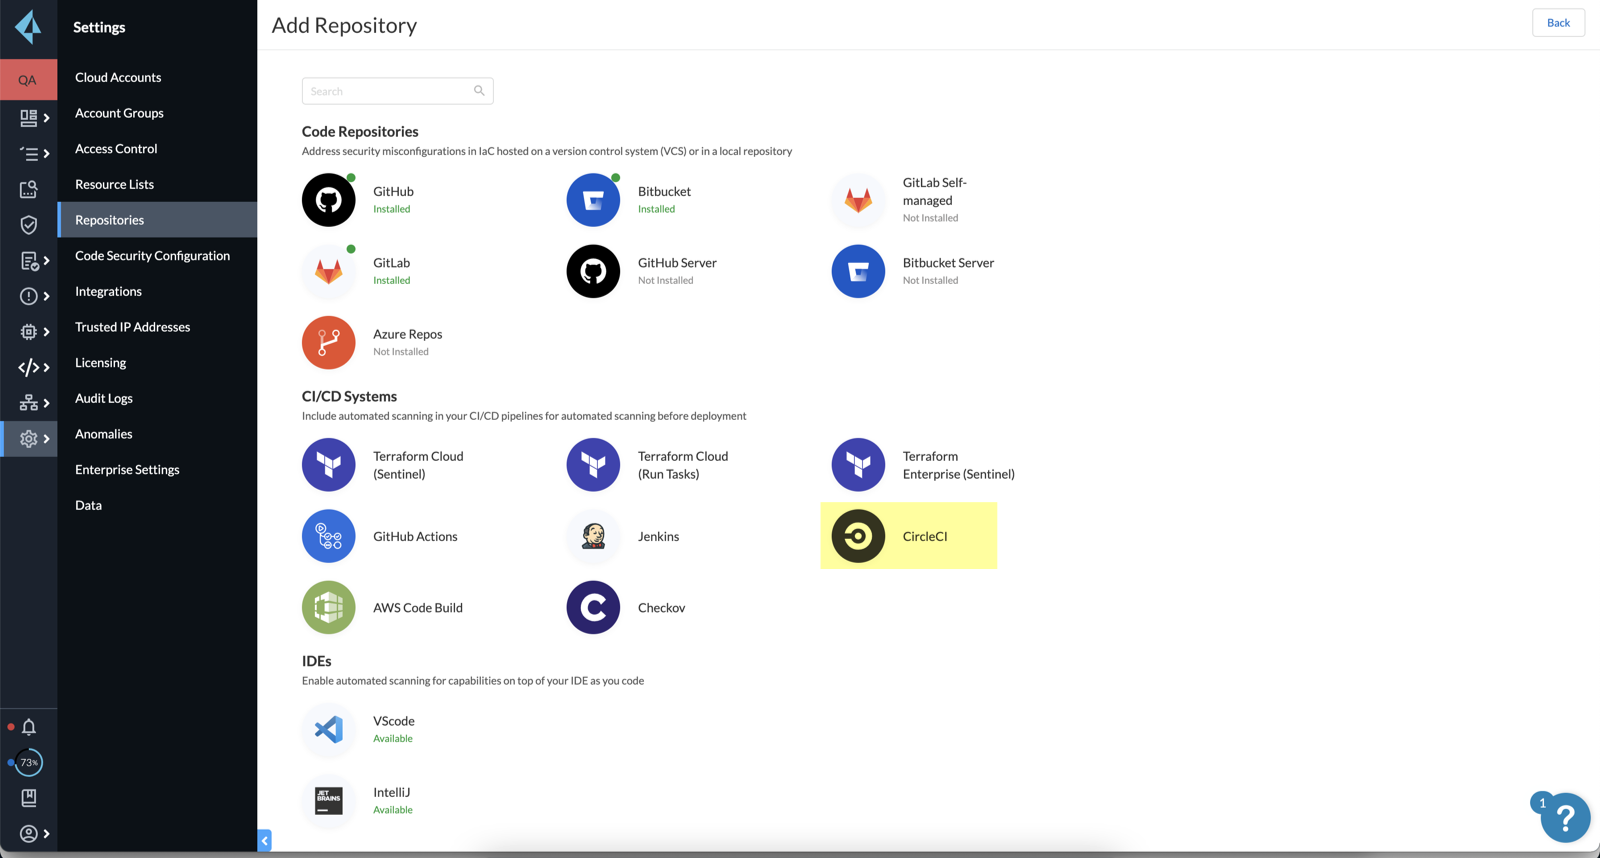 Settings
Add Repository
Back
QA
Cloud Accounts
Account Groups
Access Control
Resource Lists
Repositories
Code Security Configuration
Integrations
Trusted IP Addresses
Licensing
Audit Logs
Anomalies
Enterprise Settings
Data
73%
Search
Code Repositories
Address security misconfigurations in IaC hosted on a version control system (VCS) or in a local repository
GitHub
Installed
Bitbucket
Installed
GitLab Self-
managed
Not Installed
GitLab
Installed
GitHub Server
Not Installed
Bitbucket Server
Not Installed
Azure Repos
Not Installed
CI/CD Systems
Include automated scanning in your CI/CD pipelines for automated scanning before deployment
Terraform Cloud
(Sentinel)
Terraform Cloud
(Run Tasks)
Terraform
Enterprise (Sentinel)
GitHub Actions
Jenkins
CircleCI
AWS Code Build
Checkov
IDEs
Enable automated scanning for capabilities on top of your IDE as you code
VScode
Available
JET
BRAINS
IntelliJ
Available
1
?